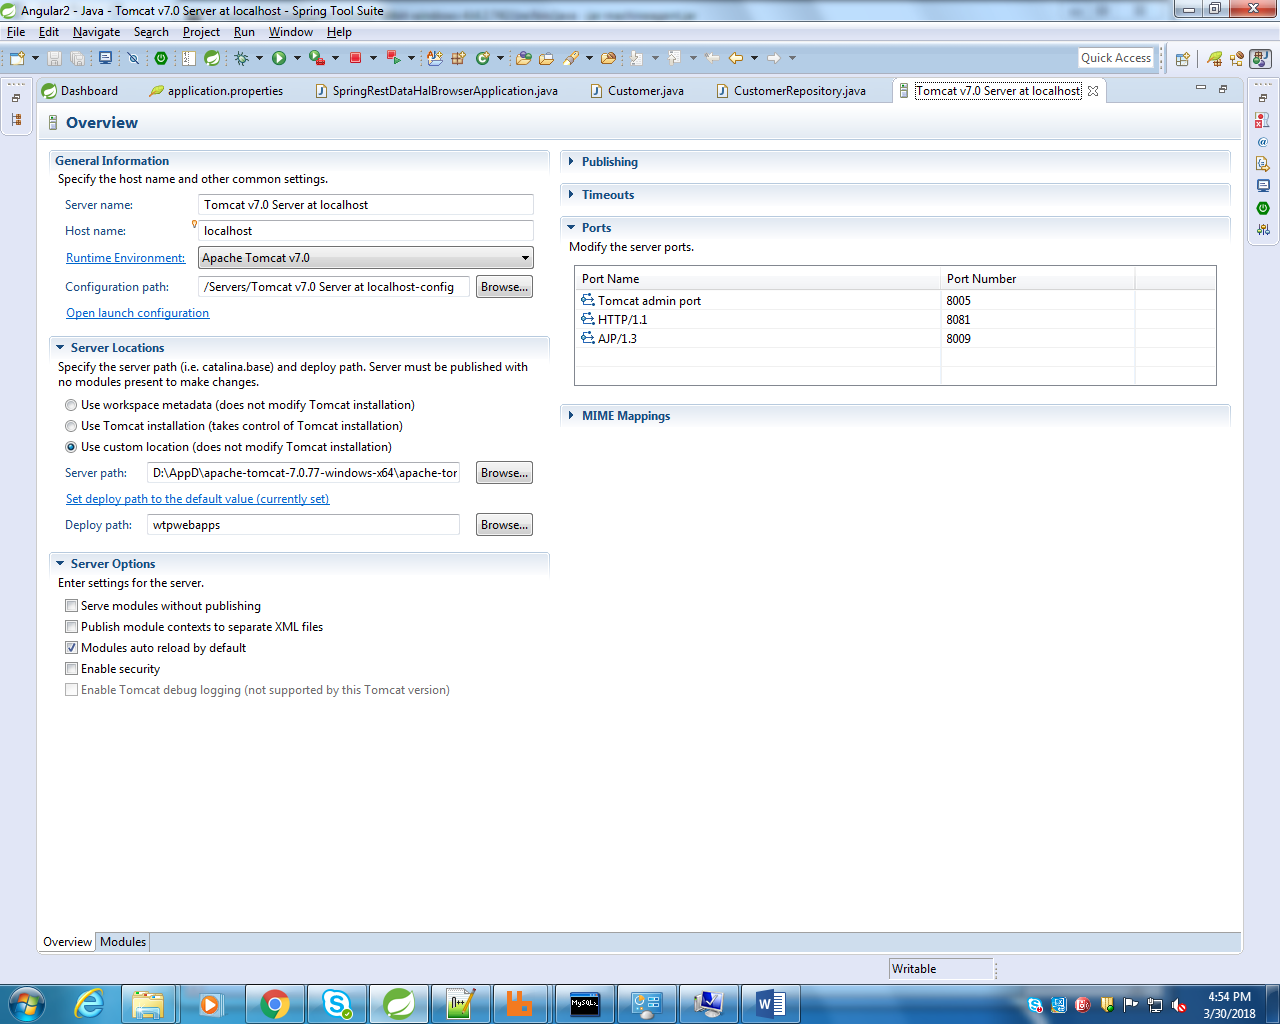 Angular2 - Java - Tomcat v7.0 Server at localhost - Spring Tool Suite
File Edit Navigate Search Project Run Window Help
Quick Access
Dashboard application.properties SpringRestDataHalBrowserApplication.java Customer.java CustomerRepository.java Tomcat v7.0 Server at localhost
Overview
General Information
Specify the host name and other common settings.
Server name: Tomcat v7.0 Server at localhost
Host name: localhost
Runtime Environment: Apache Tomcat v7.0
Configuration path: /Servers/Tomcat v7.0 Server at localhost-config Browse...
Open launch configuration
Server Locations
Specify the server path (i.e. catalina.base) and deploy path. Server must be published with
no modules present to make changes.
Use workspace metadata (does not modify Tomcat installation)
Use Tomcat installation (takes control of Tomcat installation)
Use custom location (does not modify Tomcat installation)
Server path: D:\AppD\apache-tomcat-7.0.77-windows-x64\apache-tor Browse...
Set deploy path to the default value (currently set)
Deploy path: wtpwebapps Browse...
Server Options
Enter settings for the server.
Serve modules without publishing
Publish module contexts to separate XML files
Modules auto reload by default
Enable security
Enable Tomcat debug logging (not supported by this Tomcat version)
Publishing
Timeouts
Ports
Modify the server ports.
Port Name Port Number
Tomcat admin port 8005
HTTP/1.1 8081
AJP/1.3 8009
MIME Mappings
Overview Modules
Writable
4:54 PM
3/30/2018